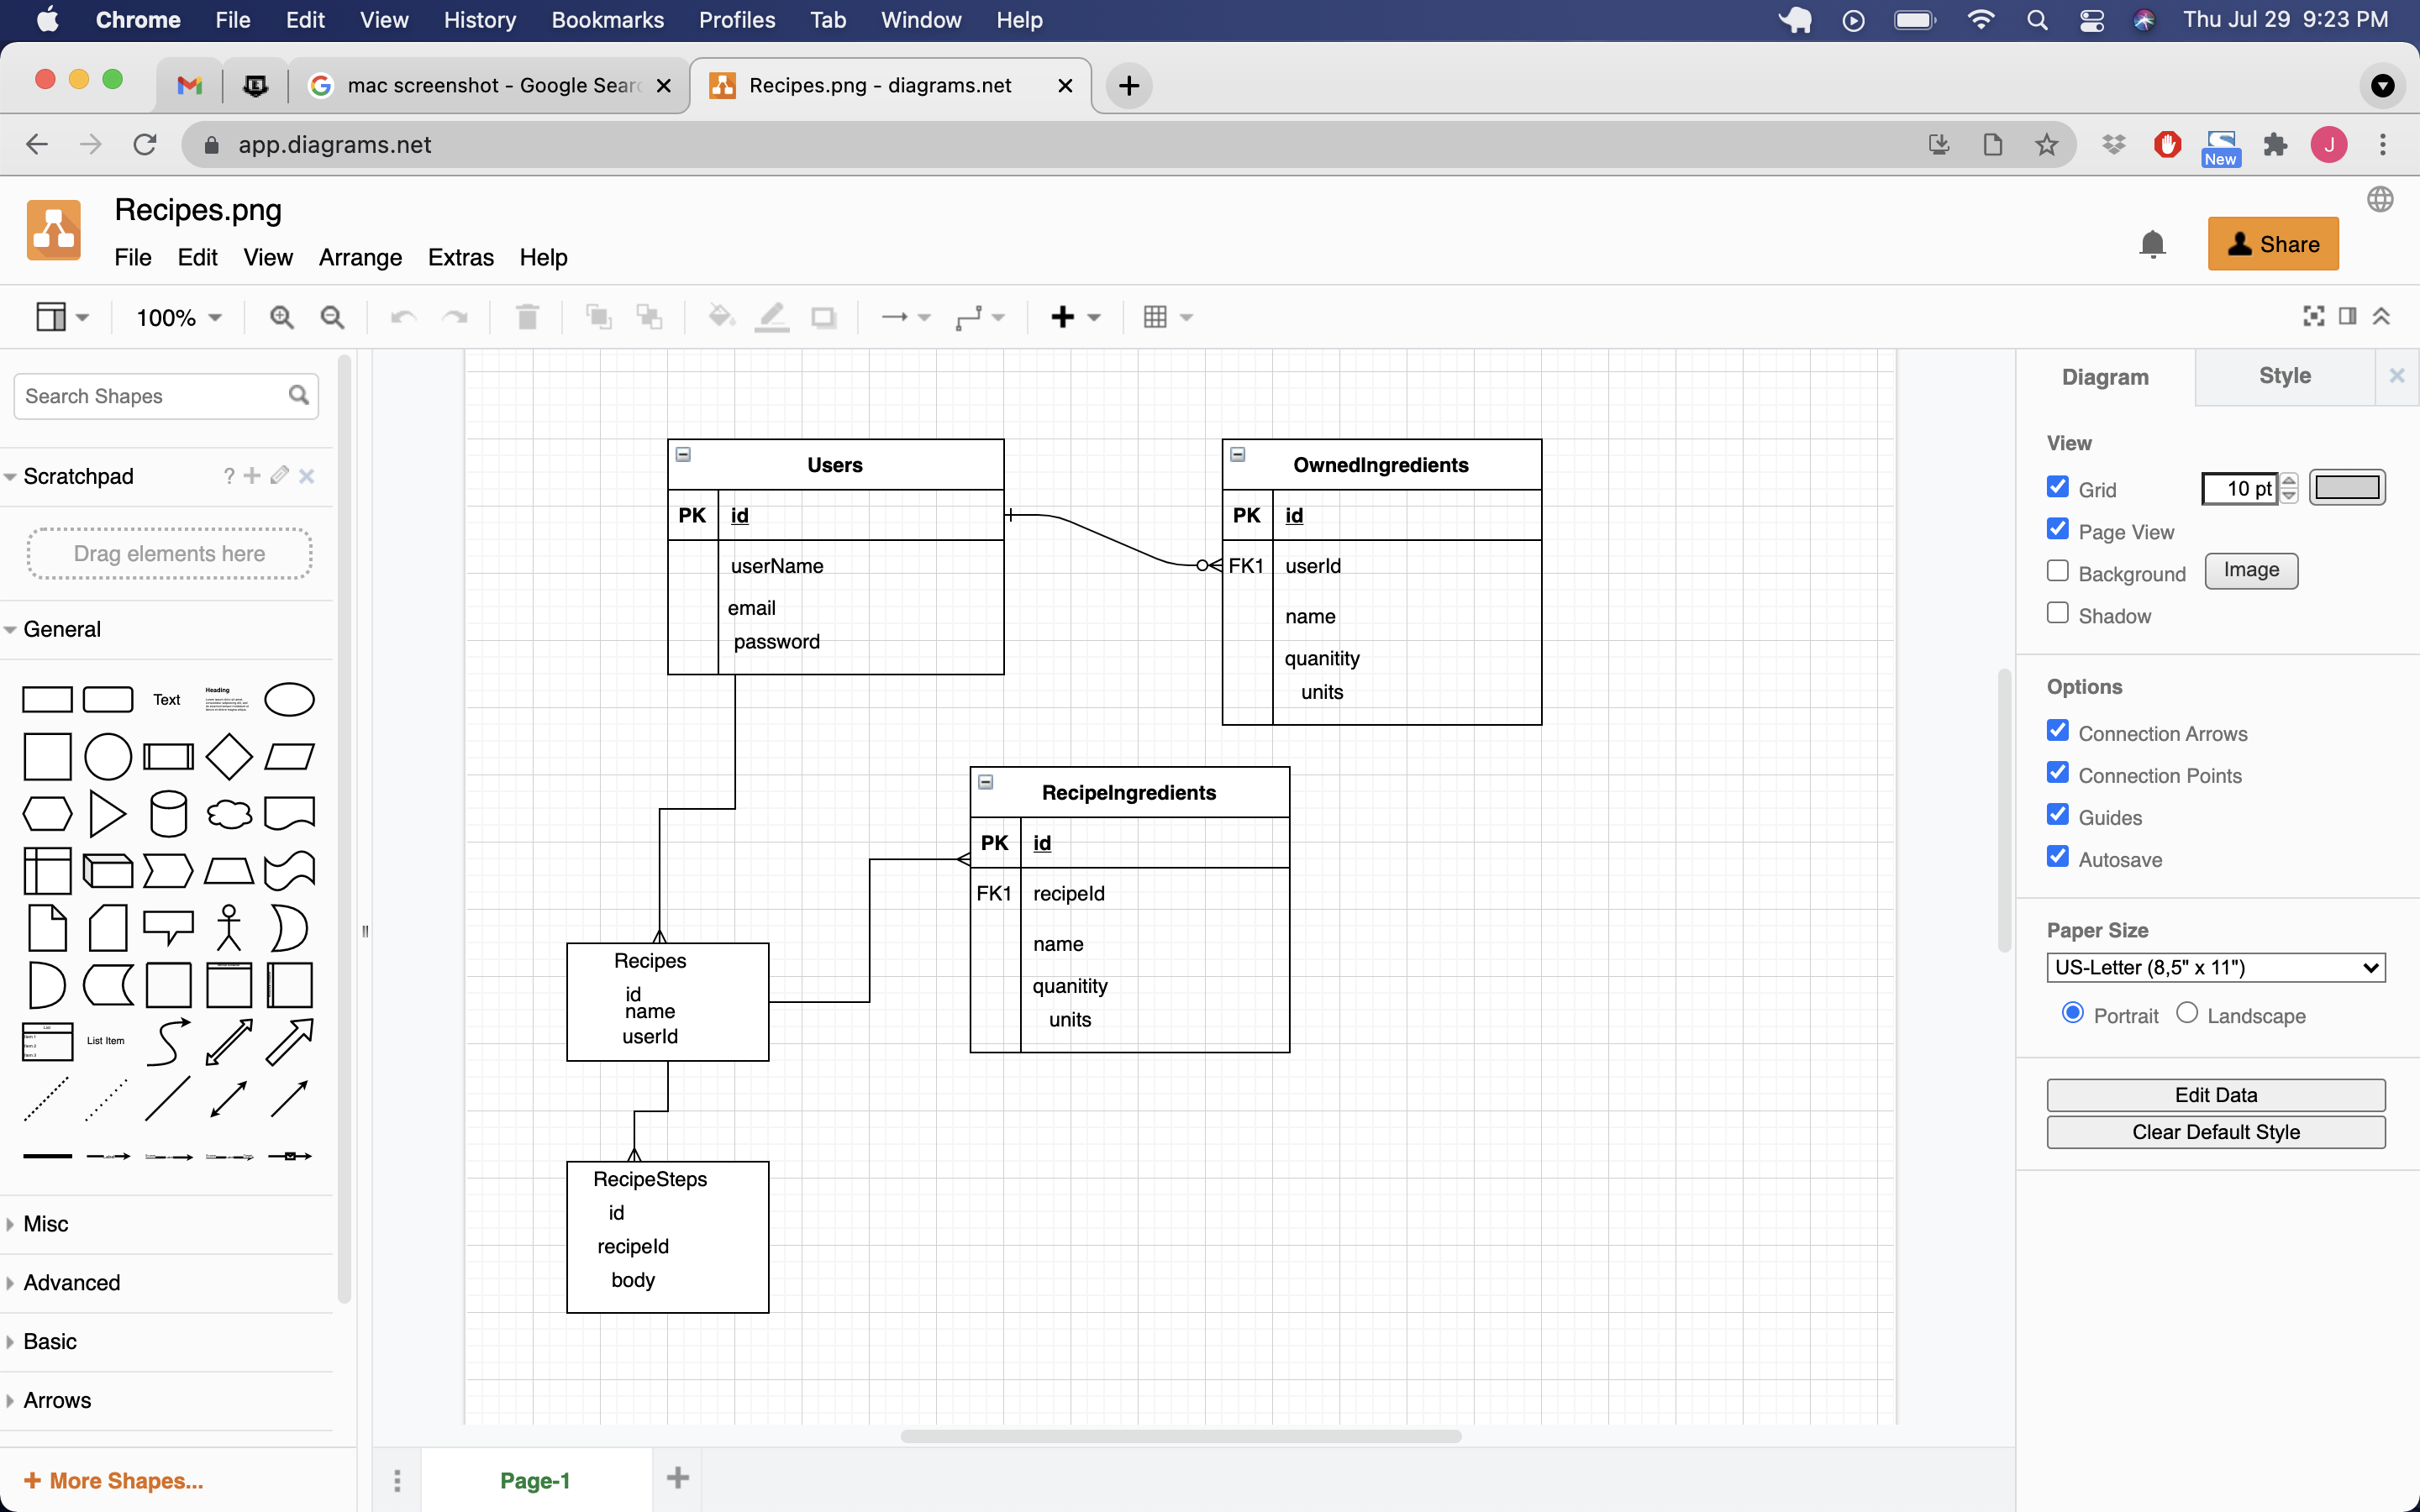 Chrome File Edit View History Bookmarks Profiles Tab Window Help Thu Jul 29 9:23 PM
mac screenshot - Google Sear
Recipes.png - diagrams.net
app.diagrams.net
New
J
Recipes.png
File Edit View Arrange Extras Help
Share
100%
Search Shapes
Scratchpad
?
Drag elements here
General
Text
Heading
List Item
Misc
Advanced
Basic
Arrows
+ More Shapes...
Users
PK id
userName
email
password
OwnedIngredients
PK id
FK1 userId
name
quanitity
units
RecipeIngredients
PK id
FK1 recipeId
name
quanitity
units
Recipes
id
name
userId
RecipeSteps
id
recipeId
body
Page-1
Diagram Style
View
Grid 10 pt
Page View
Background Image
Shadow
Options
Connection Arrows
Connection Points
Guides
Autosave
Paper Size
US-Letter (8,5" x 11")
Portrait Landscape
Edit Data
Clear Default Style